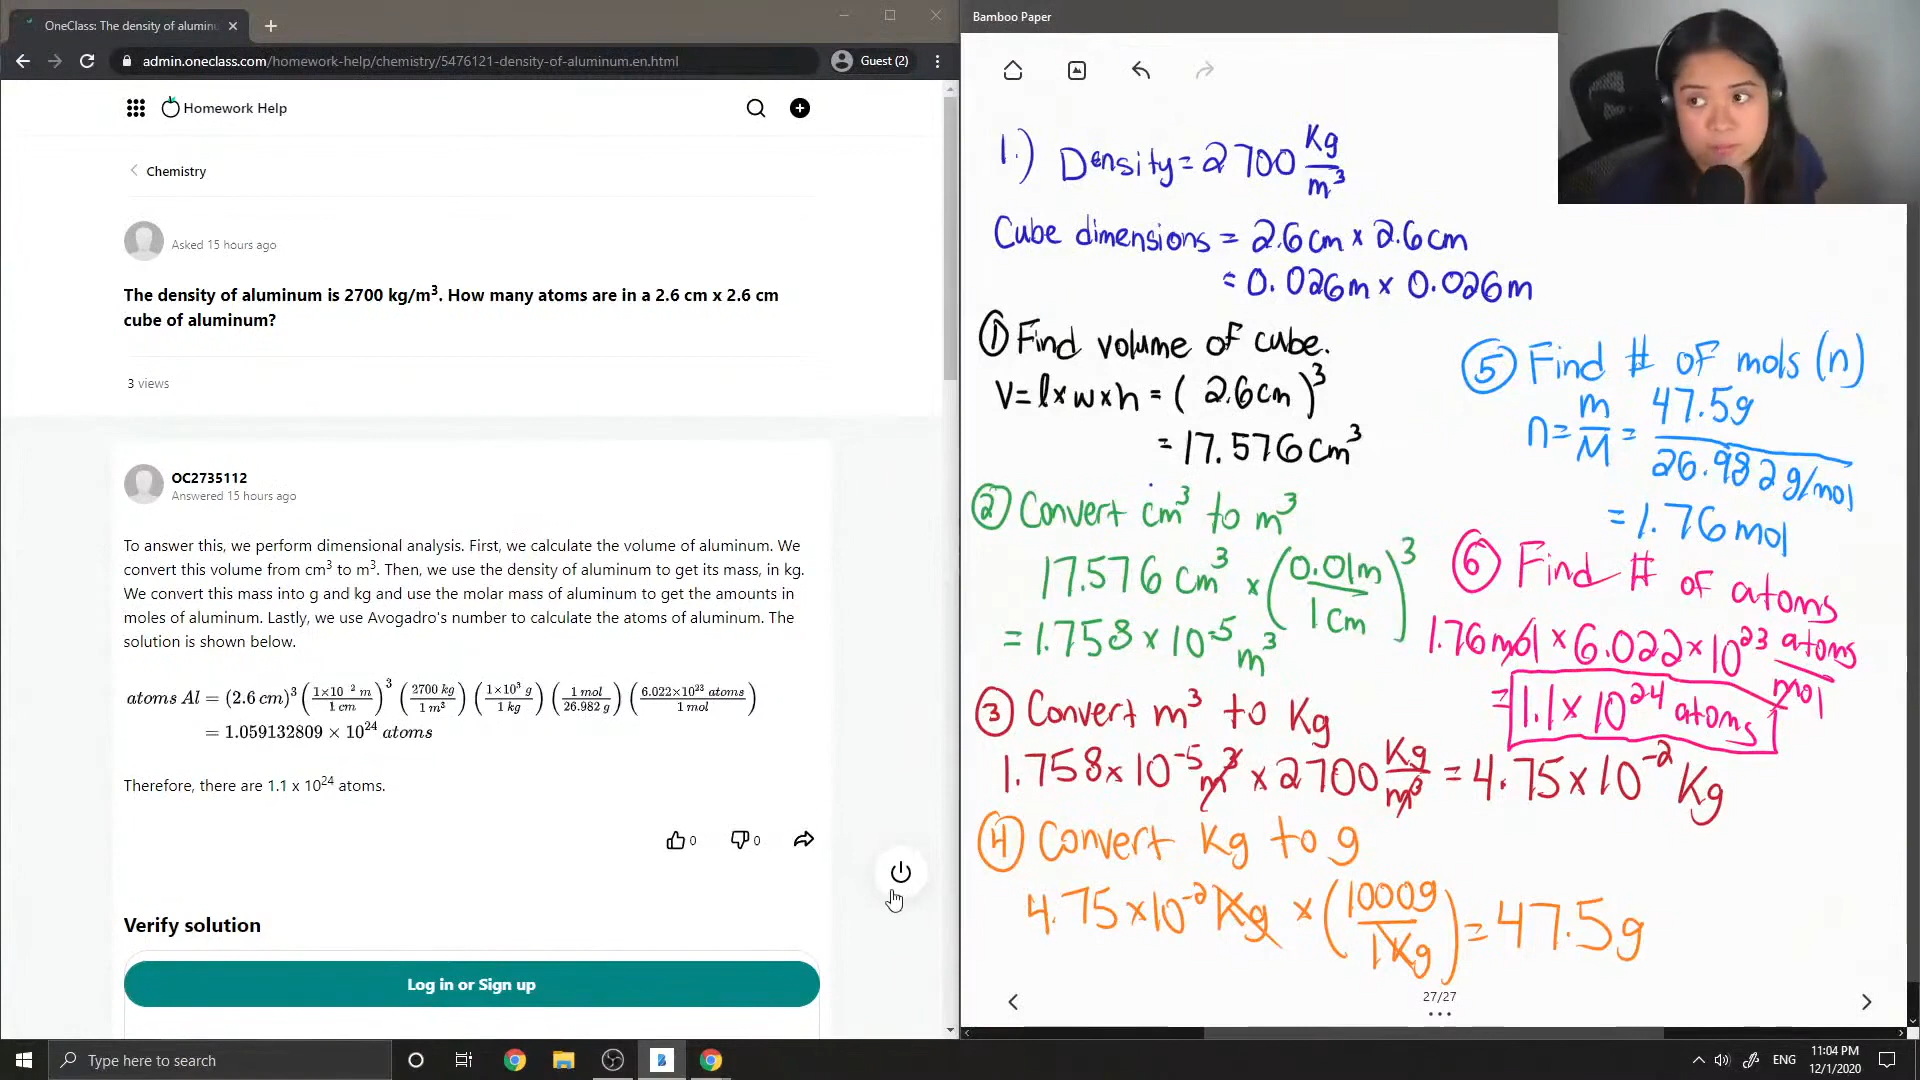 OneClass: The density of alumin
admin.oneclass.com/homework-help/chemistry/5476121-density-of-aluminum.en.html
Guest (2)
Homework Help
Chemistry
Asked 15 hours ago
The density of aluminum is 2700 kg/m³. How many atoms are in a 2.6 cm x 2.6 cm
cube of aluminum?
3 views
OC2735112
Answered 15 hours ago
To answer this, we perform dimensional analysis. First, we calculate the volume of aluminum. We
convert this volume from cm³ to m³. Then, we use the density of aluminum to get its mass, in kg.
We convert this mass into g and kg and use the molar mass of aluminum to get the amounts in
moles of aluminum. Lastly, we use Avogadro's number to calculate the atoms of aluminum. The
solution is shown below.
atoms Al = (2.6 cm)³ (1×10⁻² m / 1 cm)³ (2700 kg / 1 m³) (1×10³ g / 1 kg) (1 mol / 26.982 g) (6.022×10²³ atoms / 1 mol)
= 1.059132809 × 10²⁴ atoms
Therefore, there are 1.1 x 10²⁴ atoms.
0
0
Verify solution
Log in or Sign up
Bamboo Paper
1.) Density = 2700 Kg/m³
Cube dimensions = 2.6cm × 2.6cm
= 0.026m × 0.026m
① Find volume of cube.
V = l×w×h = (2.6cm)³
= 17.576 cm³
② Convert cm³ to m³
17.576 cm³ × (0.01m / 1cm)³
= 1.758 × 10⁻⁵ m³
③ Convert m³ to Kg
1.758×10⁻⁵ m³ × 2700 Kg/m³ = 4.75×10⁻² Kg
④ Convert Kg to g
4.75×10⁻² Kg × (1000g / 1Kg) = 47.5g
⑤ Find # of mols (n)
n = m/M = 47.5g / 26.982 g/mol
= 1.76 mol
⑥ Find # of atoms
1.76mol × 6.022×10²³ atoms/mol
= 1.1×10²⁴ atoms
27/27
Type here to search
ENG
11:04 PM
12/1/2020